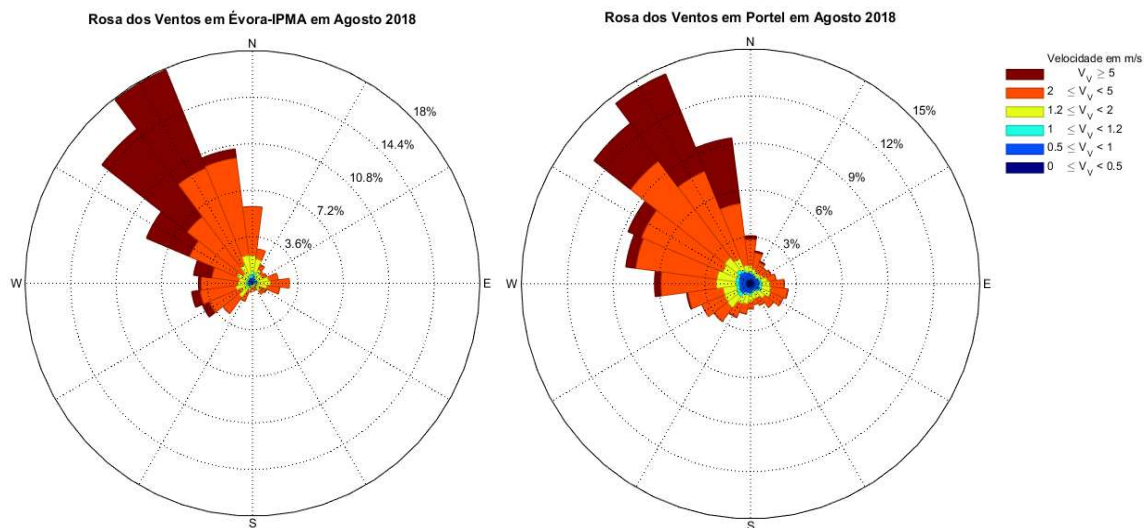 Rosa dos Ventos em Évora-IPMA em Agosto 2018
N
18%
14.4%
10.8%
7.2%
3.6%
W
E
S
Rosa dos Ventos em Portel em Agosto 2018
N
15%
12%
9%
6%
3%
W
E
S
Velocidade em m/s
V_V ≥ 5
2 ≤ V_V < 5
1.2 ≤ V_V < 2
1 ≤ V_V < 1.2
0.5 ≤ V_V < 1
0 ≤ V_V < 0.5